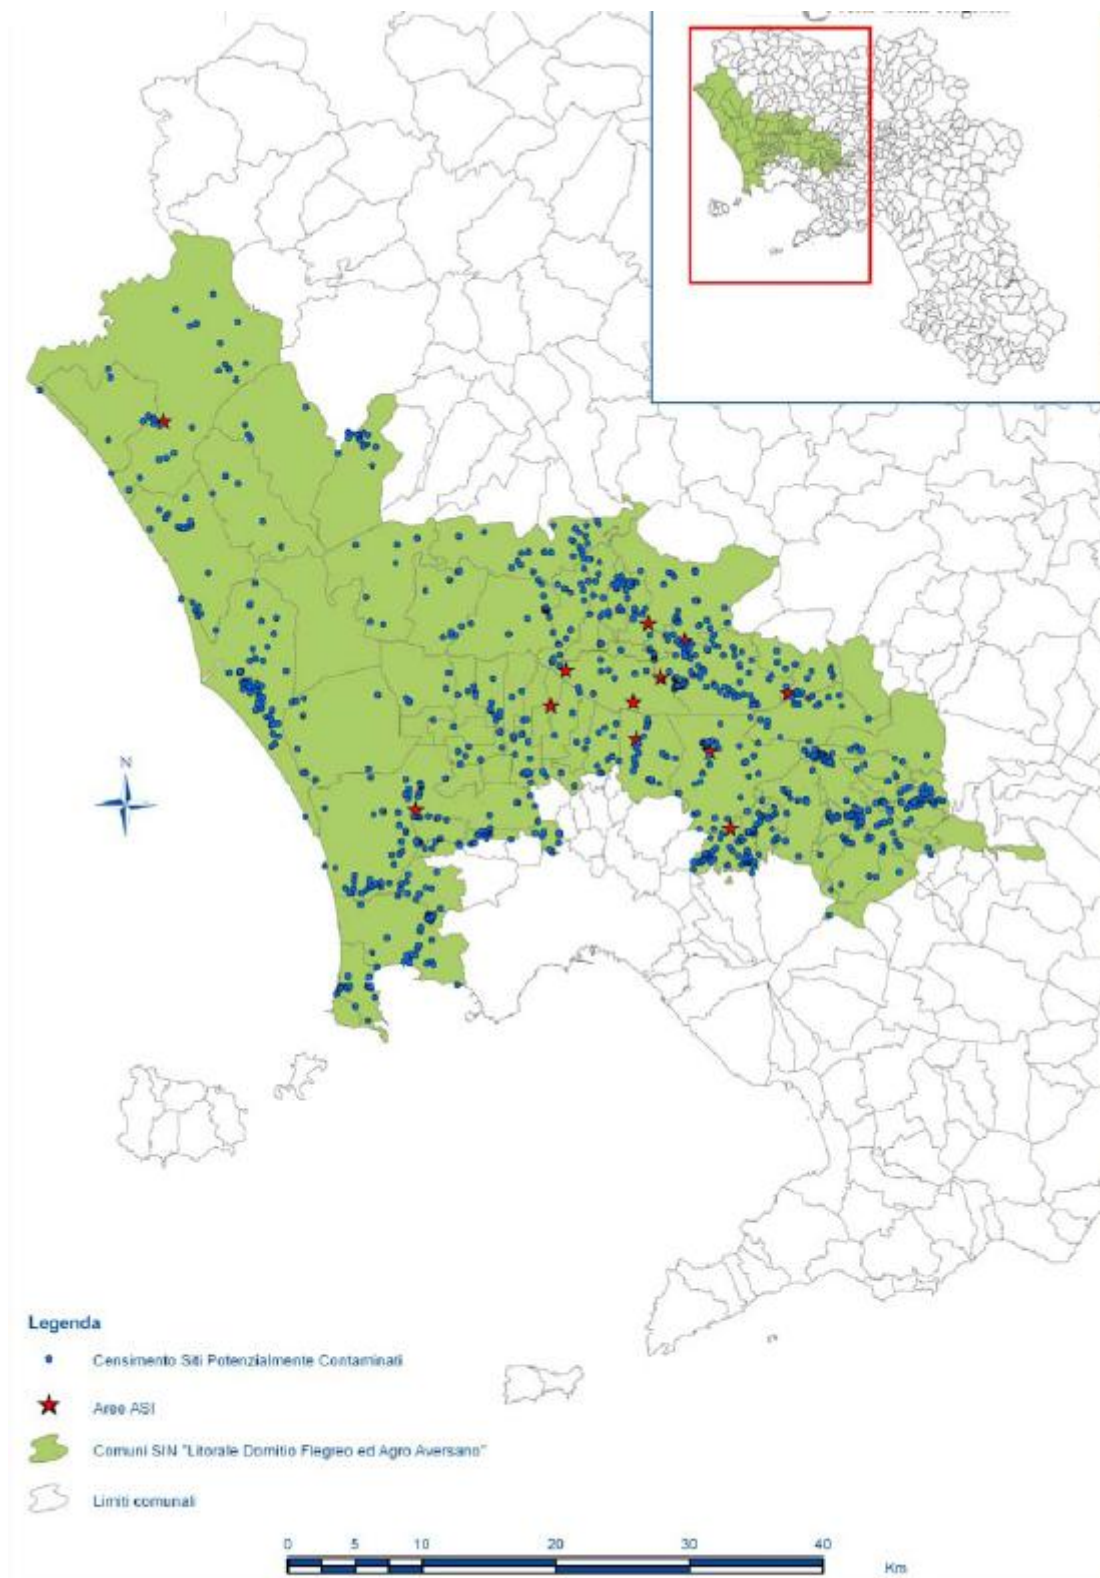 N
Legenda
Censimento Siti Potenzialmente Contaminati
Aree ASI
Comuni SIN "Litorale Domitio Flegreo ed Agro Aversano"
Limiti comunali
0 5 10 20 30 40
Km